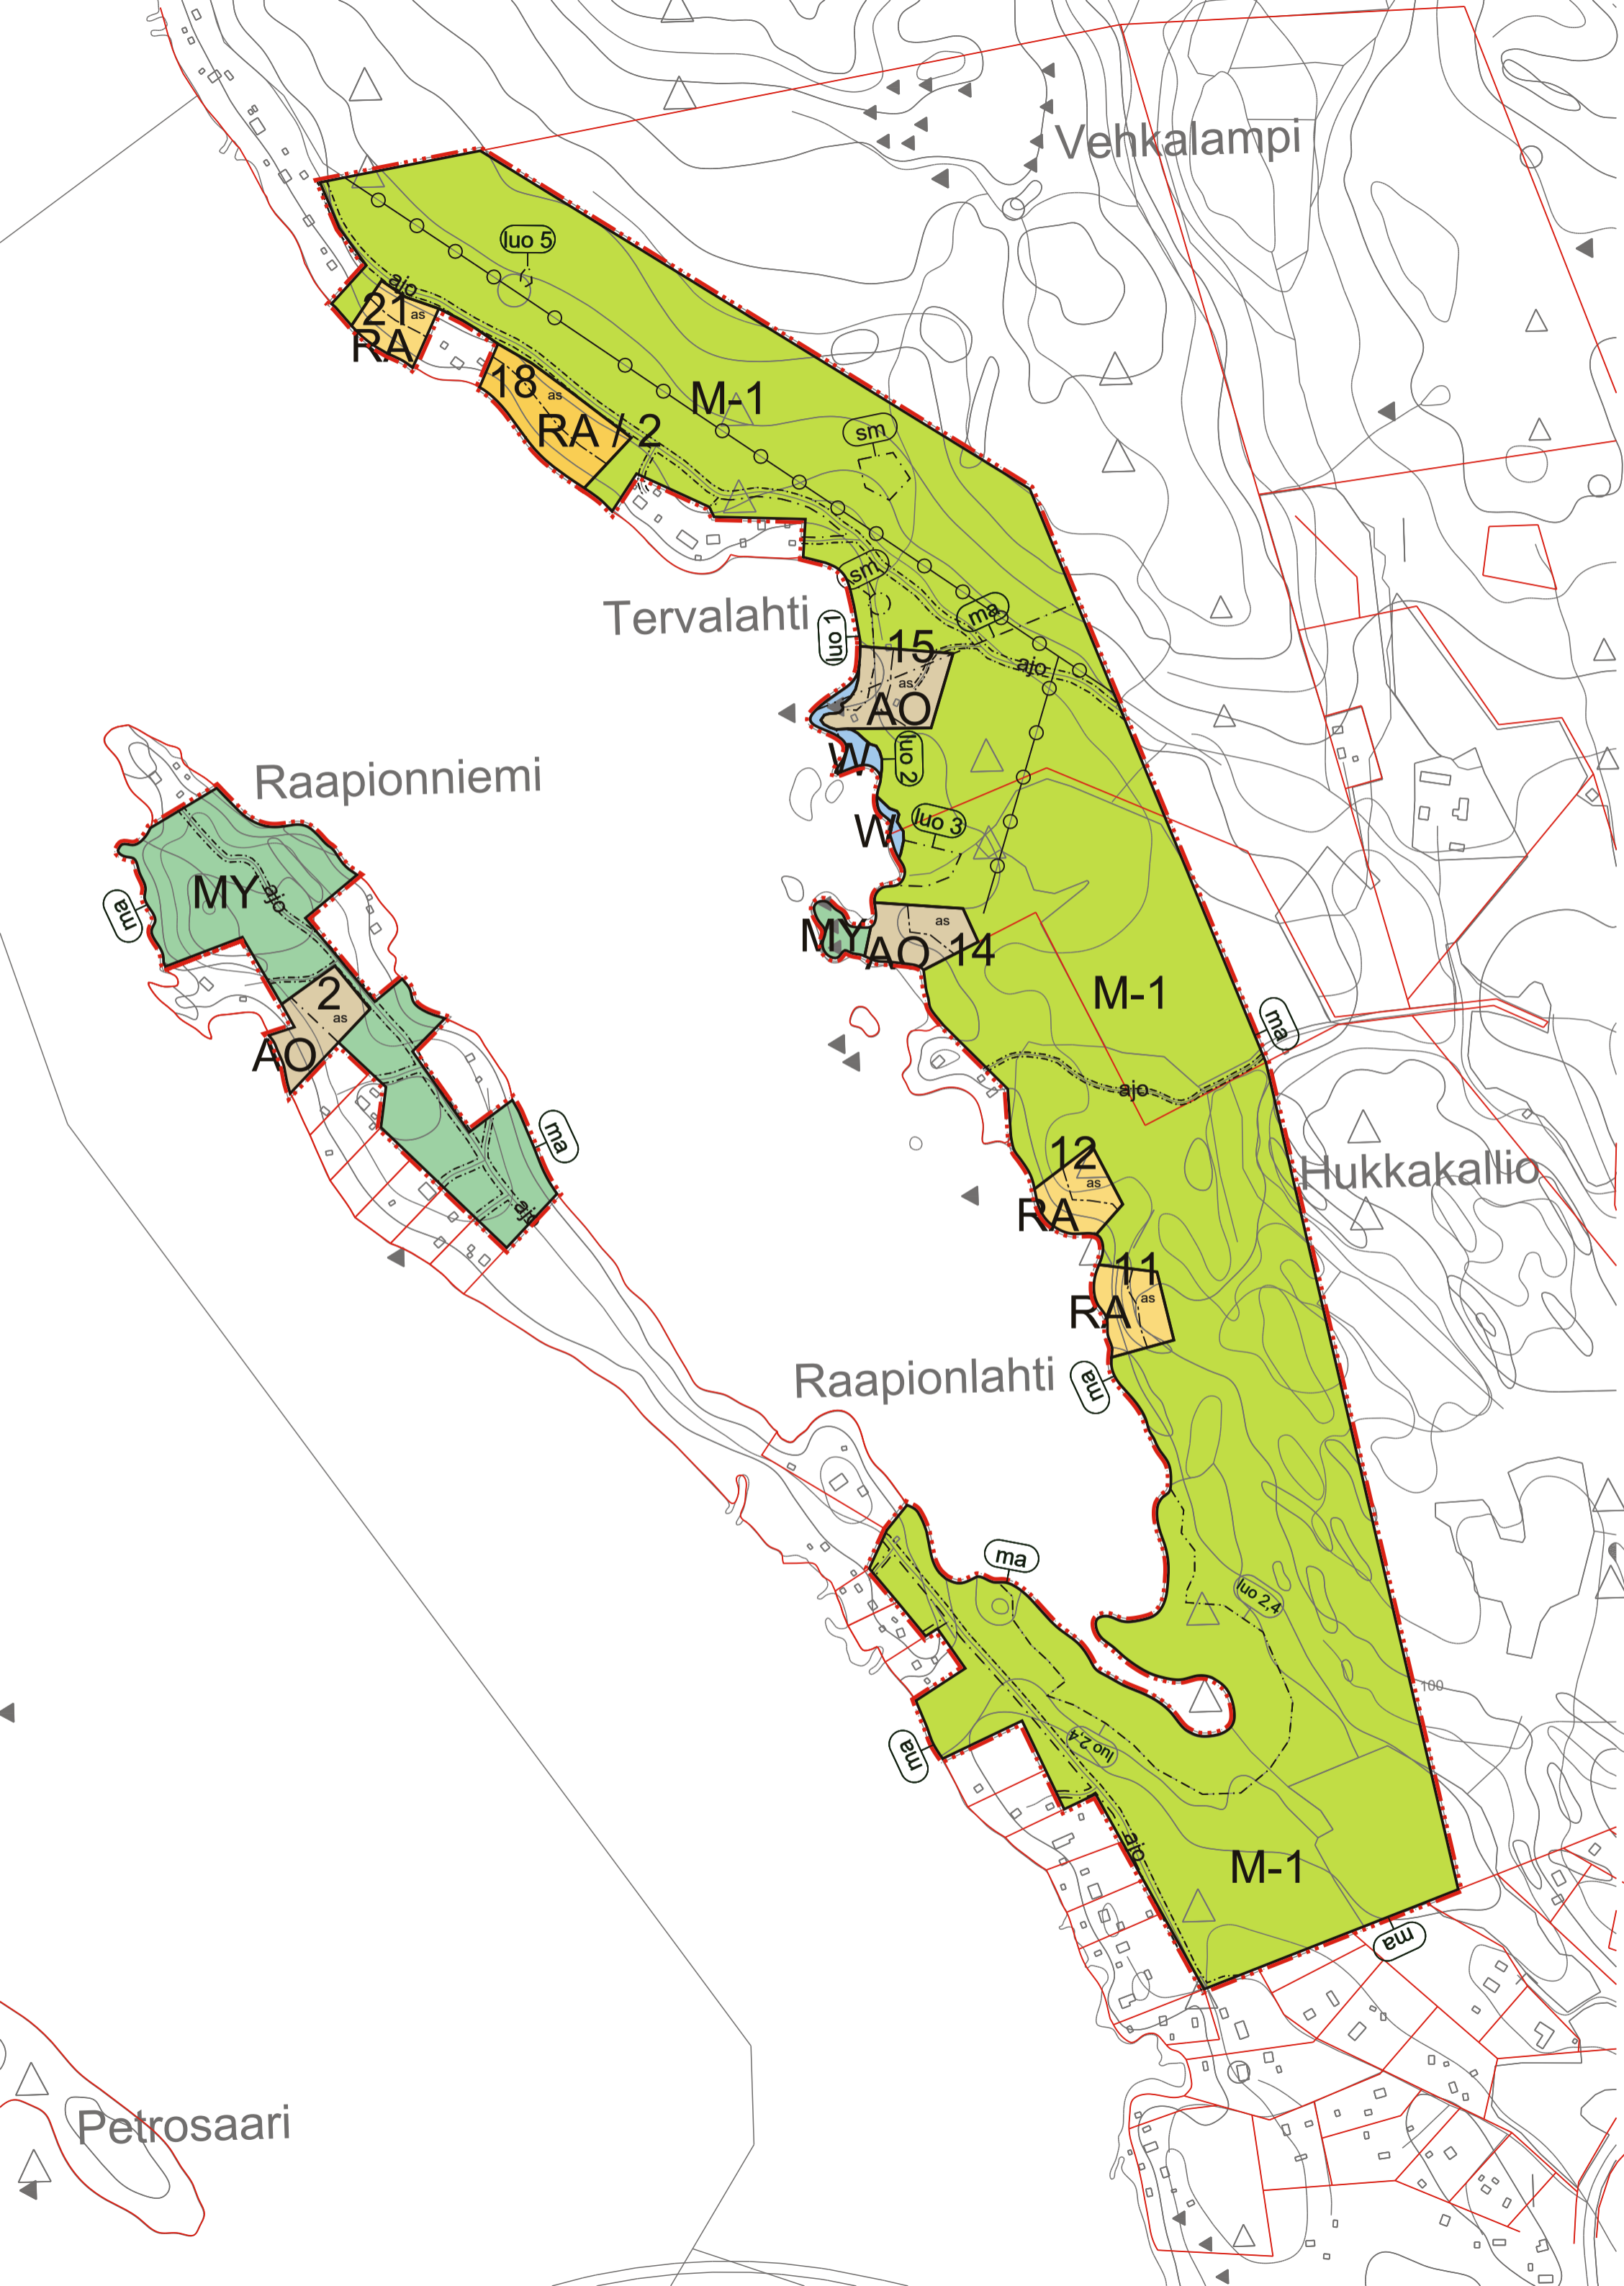 Vehkalampi
luo 5
ajo
21
as
RA
18
as
RA / 2
M-1
sm
sm
ma
Tervalahti
luo 1
15
as
AO
ajo
W
luo 2
Raapionniemi
W
luo 3
MY
ajo
ma
MY
AO
as
14
M-1
2
as
AO
ma
ajo
ma
12
as
RA
Hukkakallio
ajo
11
as
RA
Raapionlahti
ma
ma
luo 2,4
100
luo 2,4
ma
ajo
M-1
ma
Petrosaari